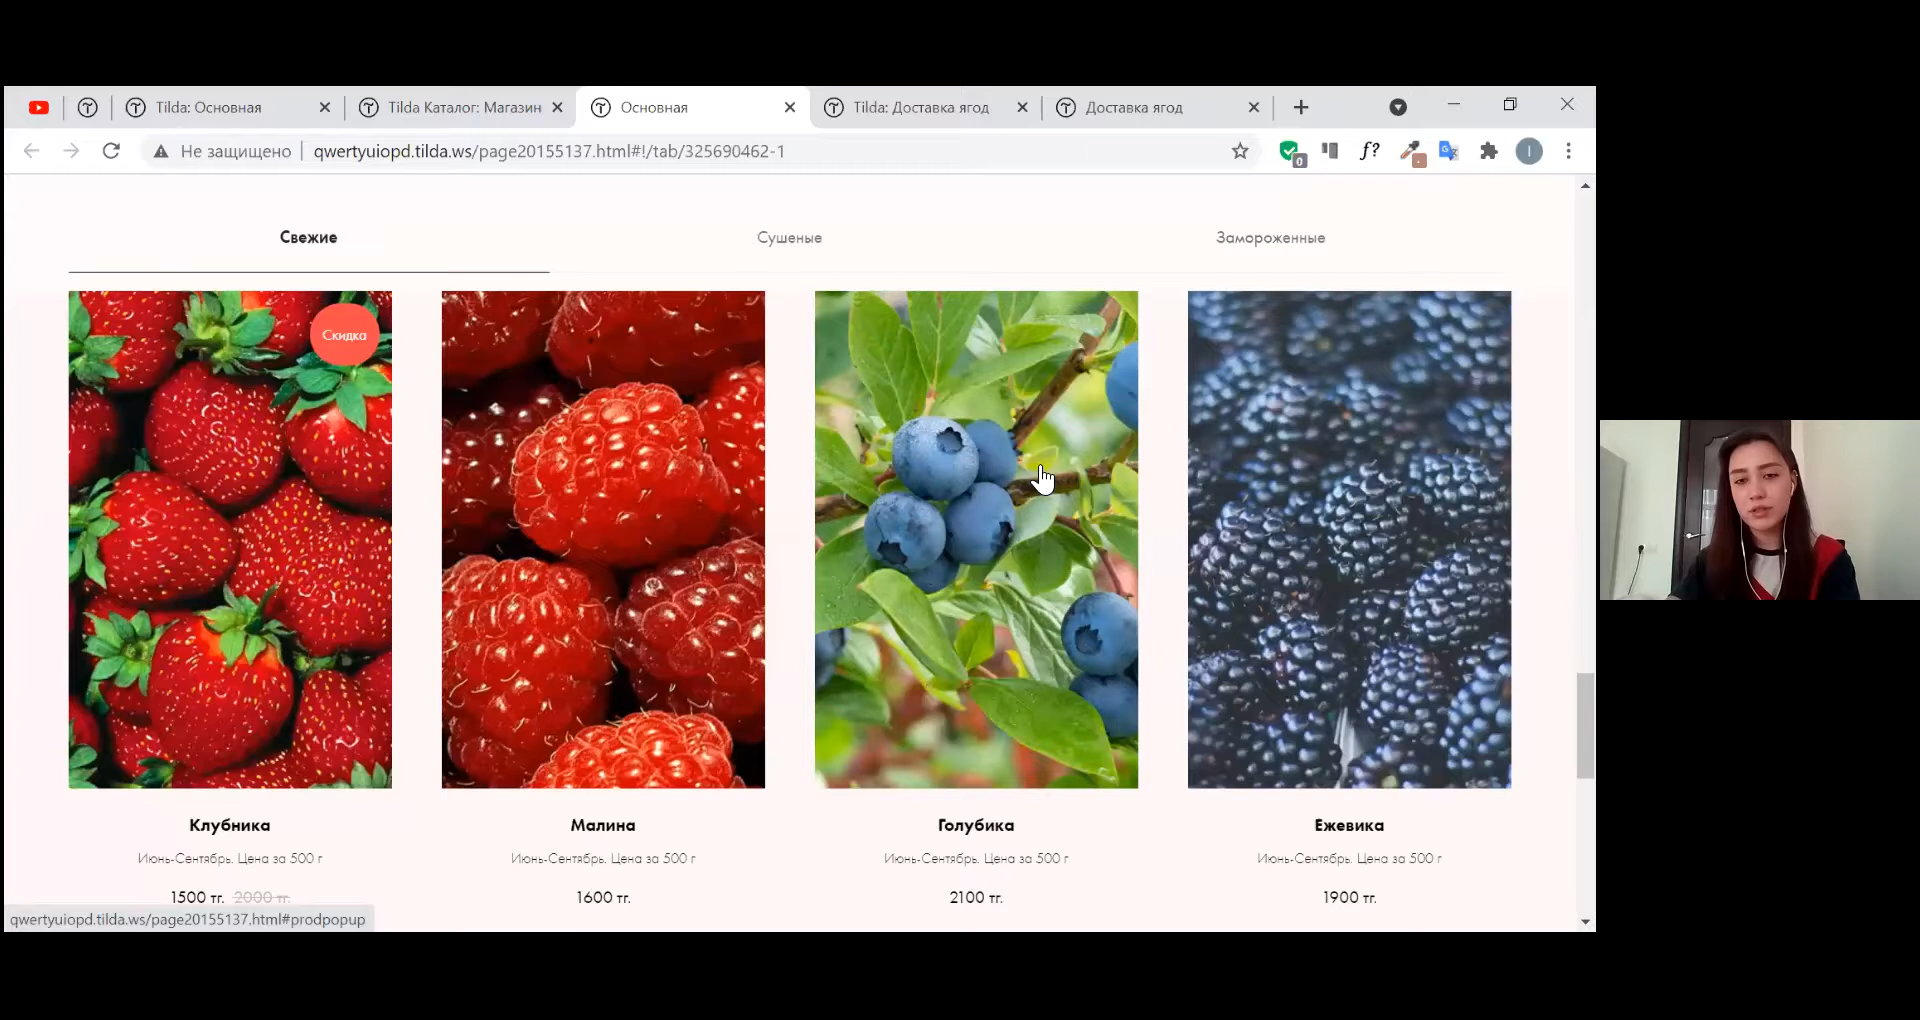 Tilda: Основная
Tilda Каталог: Магазин
Основная
Tilda: Доставка ягод
Доставка ягод
Не защищено
qwertyuiopd.tilda.ws/page20155137.html#!/tab/325690462-1
0
f?
I
Свежие
Сушеные
Замороженные
Скидка
Клубника
Малина
Голубика
Ежевика
Июнь-Сентябрь. Цена за 500 г
Июнь-Сентябрь. Цена за 500 г
Июнь-Сентябрь. Цена за 500 г
Июнь-Сентябрь. Цена за 500 г
1500 тг. 2000 тг.
1600 тг.
2100 тг.
1900 тг.
qwertyuiopd.tilda.ws/page20155137.html#prodpopup